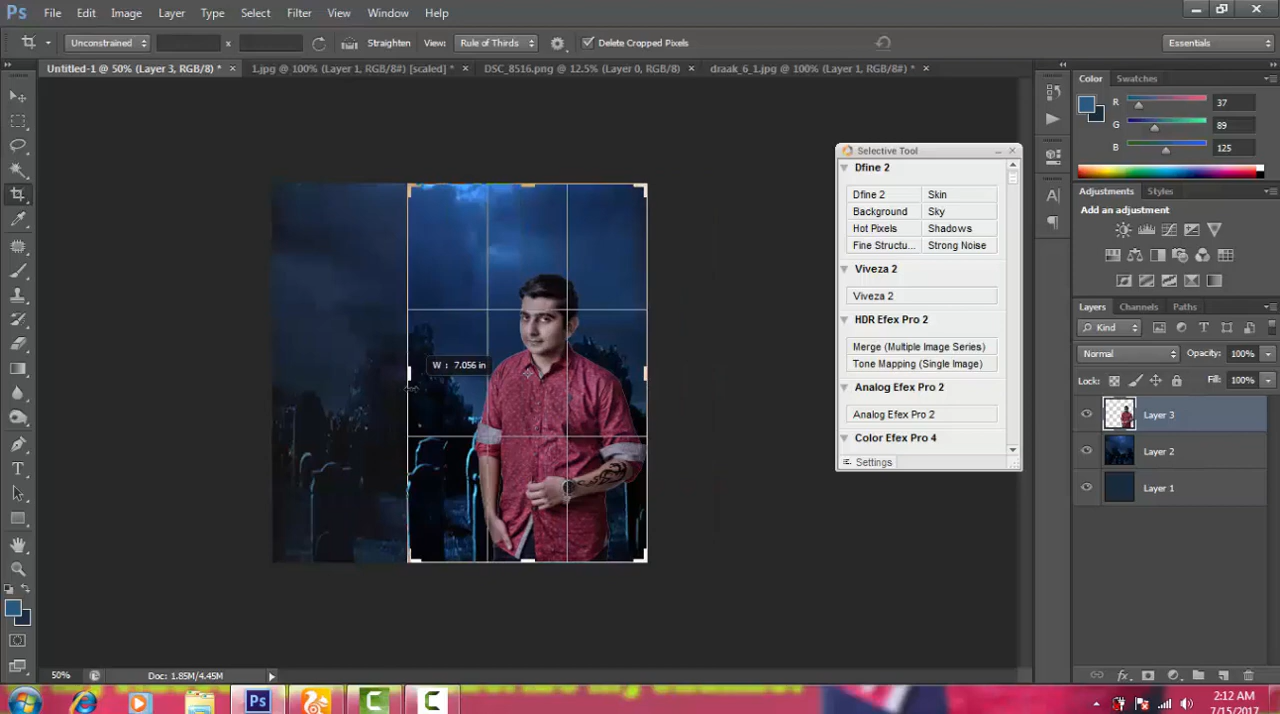 Ps File Edit Image Layer Type Select Filter View Window Help
Unconstrained x Straighten View: Rule of Thirds Delete Cropped Pixels Essentials
Untitled-1 @ 50% (Layer 3, RGB/8) * × 1.jpg @ 100% (Layer 1, RGB/8#) [scaled] * × DSC_8516.png @ 12.5% (Layer 0, RGB/8) × draak_6_1.jpg @ 100% (Layer 1, RGB/8#) * ×
Color Swatches
R 37
G 89
B 125
Adjustments Styles
Add an adjustment
Layers Channels Paths
Kind
Normal Opacity: 100%
Lock: Fill: 100%
Layer 3
Layer 2
Layer 1
Selective Tool
Dfine 2
Dfine 2 Skin
Background Sky
Hot Pixels Shadows
Fine Structu... Strong Noise
Viveza 2
Viveza 2
HDR Efex Pro 2
Merge (Multiple Image Series)
Tone Mapping (Single Image)
Analog Efex Pro 2
Analog Efex Pro 2
Color Efex Pro 4
Settings
W : 7.056 in
50% Doc: 1.85M/4.45M
2:12 AM
7/15/2017